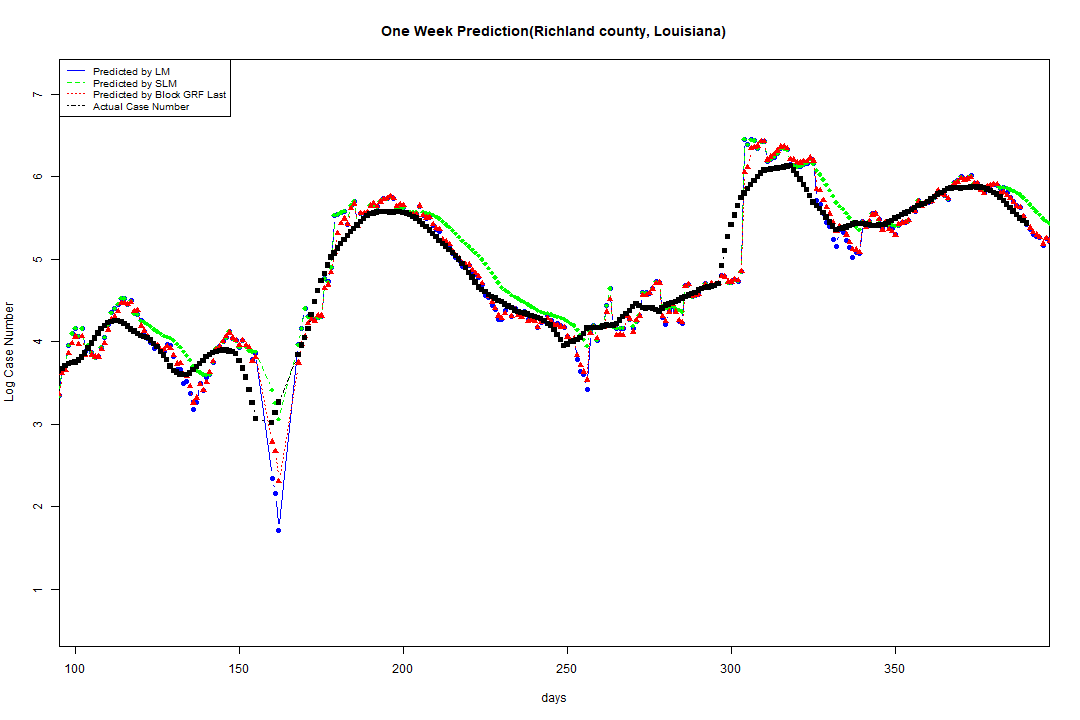 One Week Prediction(Richland county, Louisiana)
Predicted by LM
Predicted by SLM
Predicted by Block GRF Last
Actual Case Number
7
6
5
4
3
2
1
Log Case Number
100 150 200 250 300 350
days